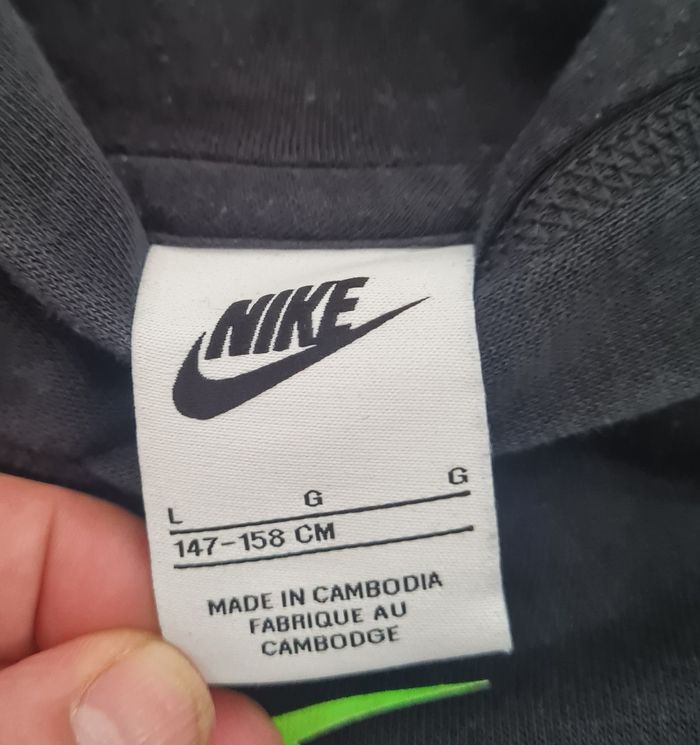 NIKE
L G G
147-158 CM
MADE IN CAMBODIA
FABRIQUE AU
CAMBODGE